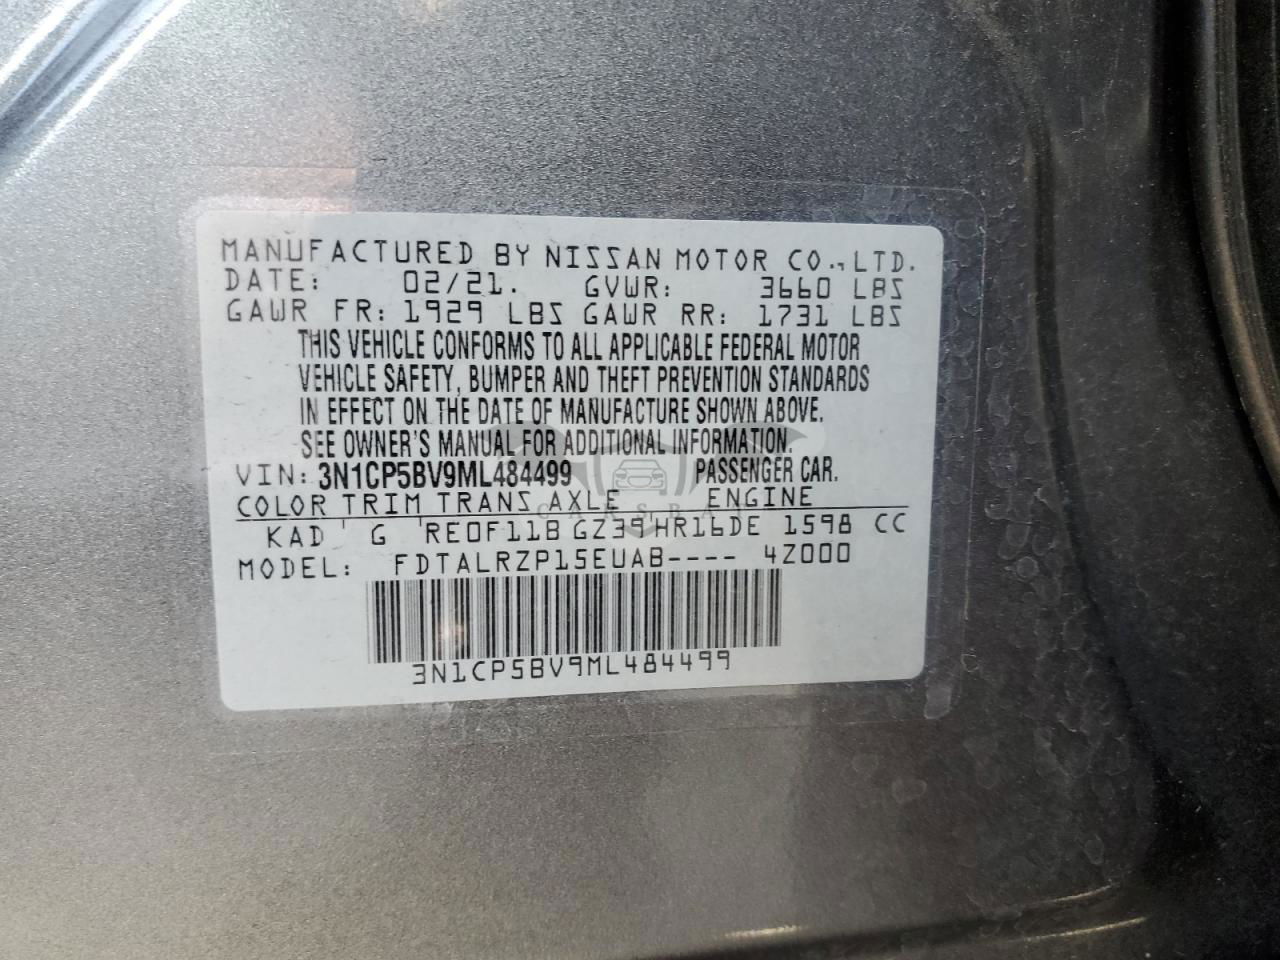 MANUFACTURED BY NISSAN MOTOR CO., LTD.
DATE: 02/21. GVWR: 3660 LBS
GAWR FR: 1929 LBS GAWR RR: 1731 LBS
THIS VEHICLE CONFORMS TO ALL APPLICABLE FEDERAL MOTOR
VEHICLE SAFETY, BUMPER AND THEFT PREVENTION STANDARDS
IN EFFECT ON THE DATE OF MANUFACTURE SHOWN ABOVE.
SEE OWNER'S MANUAL FOR ADDITIONAL INFORMATION.
VIN: 3N1CP5BV9ML484499 PASSENGER CAR.
COLOR TRIM TRANS AXLE ENGINE
KAD ' G 'RE0F11B GZ39'HR16DE 1598 CC
MODEL: FDTALRZP15EUAB---- 4Z000
3N1CP5BV9ML484499